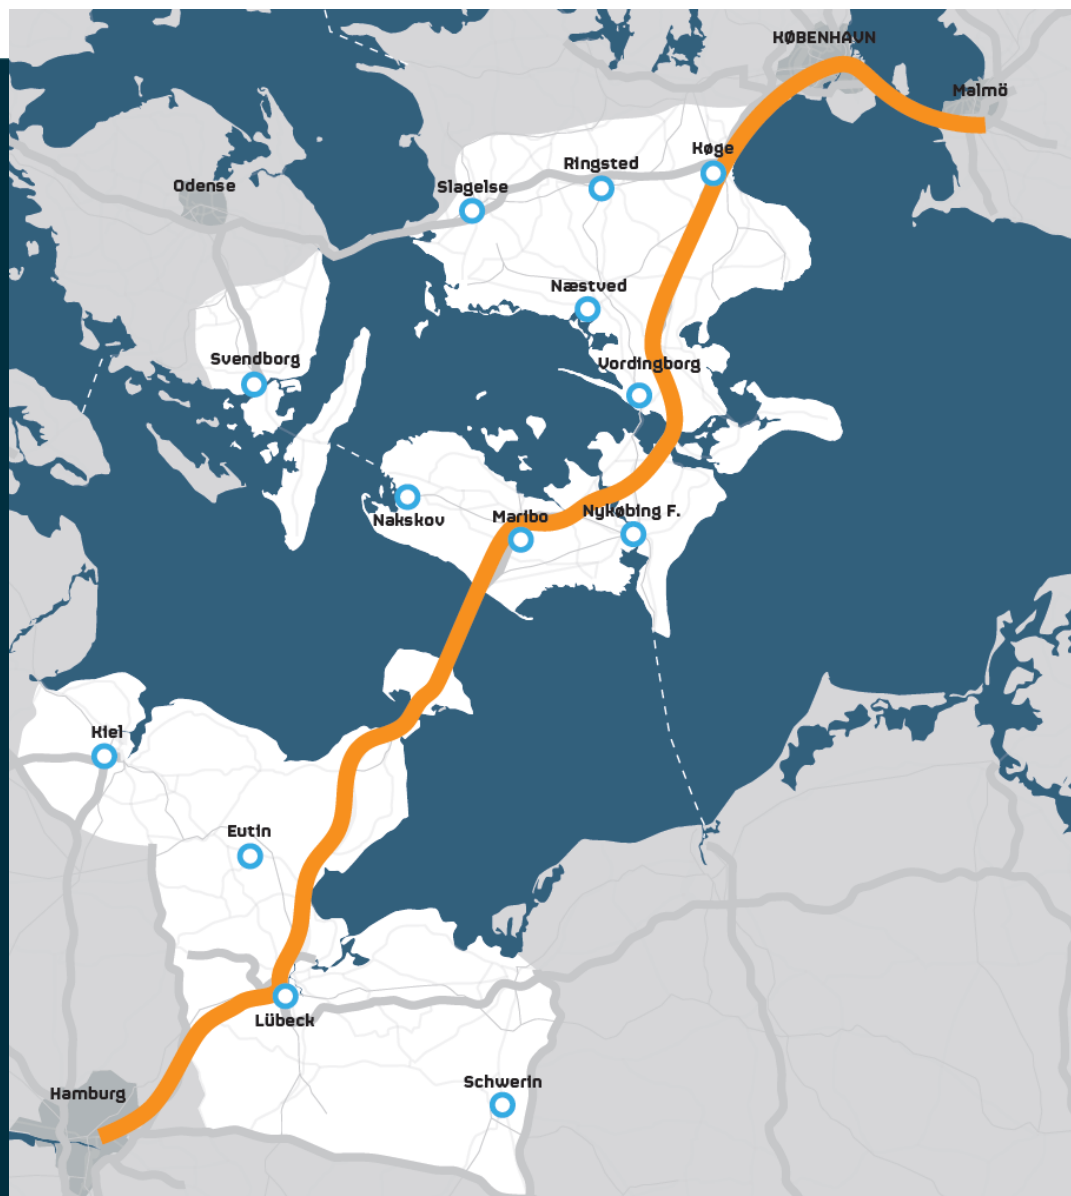 KØBENHAVN
Malmö
Køge
Ringsted
Slagelse
Odense
Næstved
Svendborg
Vordingborg
Nakskov
Maribo
Nykøbing F.
Kiel
Eutin
Lübeck
Schwerin
Hamburg